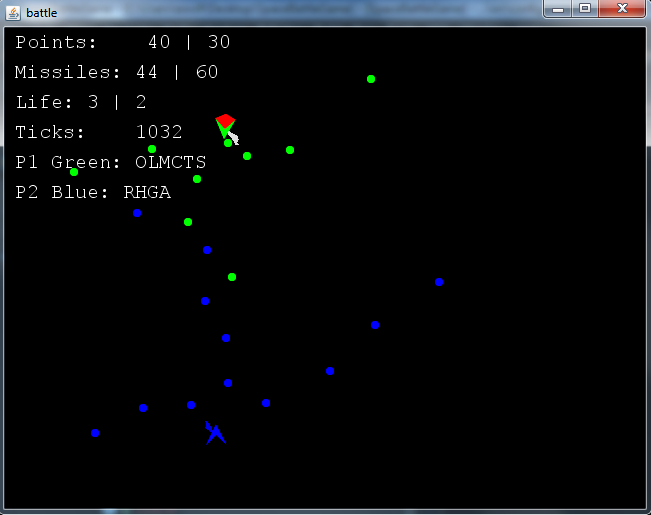 battle
Points: 40 | 30
Missiles: 44 | 60
Life: 3 | 2
Ticks: 1032
P1 Green: OLMCTS
P2 Blue: RHGA